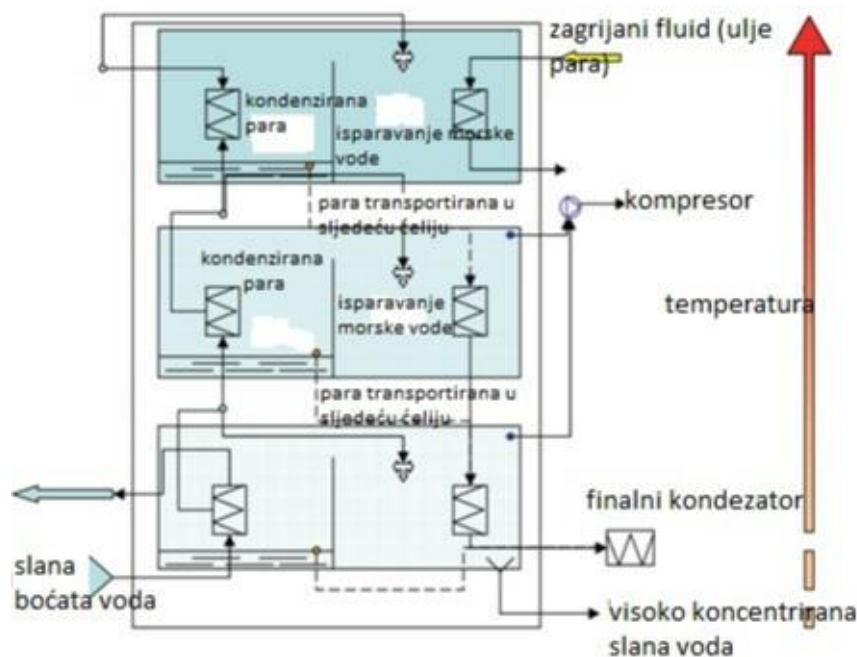 zagrijani fluid (ulje
para)
kondenzirana
para
isparavanje morske
vode
para transportirana u
sljedeću ćeliju
kompresor
kondenzirana
para
isparavanje
morske vode
temperatura
para transportirana u
sljedeću ćeliju
finalni kondezator
slana
boćata voda
visoko koncentrirana
slana voda